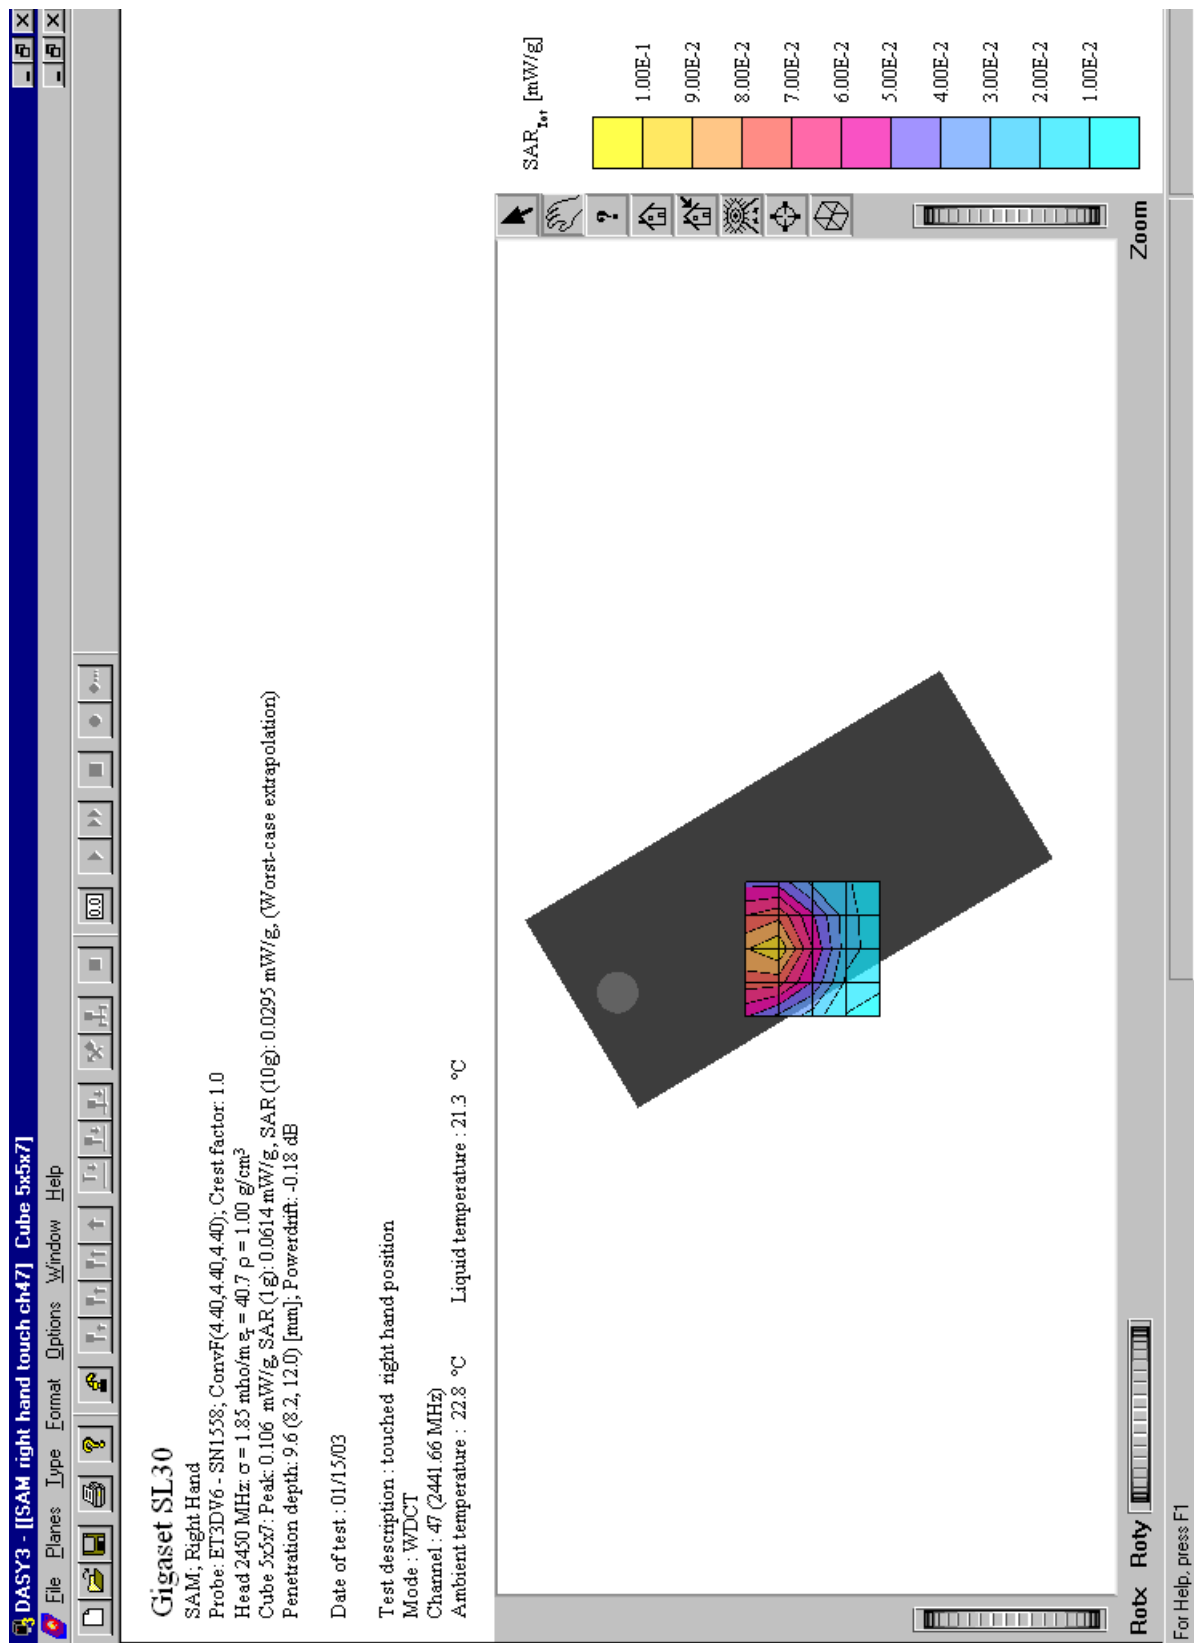 DASY3 - [[SAM right hand touch ch47]   Cube 5x5x7]
File Planes Type Format Options Window Help
0.0
Gigaset SL30
SAM; Right Hand
Probe: ET3DV6 - SN1558; ConvF(4.40,4.40,4.40); Crest factor: 1.0
Head 2450 MHz: σ = 1.85 mho/m εr = 40.7 ρ = 1.00 g/cm³
Cube 5x5x7: Peak: 0.106 mW/g, SAR (1g): 0.0614 mW/g, SAR (10g): 0.0295 mW/g, (Worst-case extrapolation)
Penetration depth: 9.6 (8.2, 12.0) [mm]; Powerdrift: -0.18 dB
Date of test : 01/15/03
Test description : touched right hand position
Mode : WDCT
Channel : 47 (2441.66 MHz)
Ambient temperature : 22.8 °C Liquid temperature : 21.3 °C
SARTot [mW/g]
1.00E-1
9.00E-2
8.00E-2
7.00E-2
6.00E-2
5.00E-2
4.00E-2
3.00E-2
2.00E-2
1.00E-2
Rotx Roty Zoom
For Help, press F1